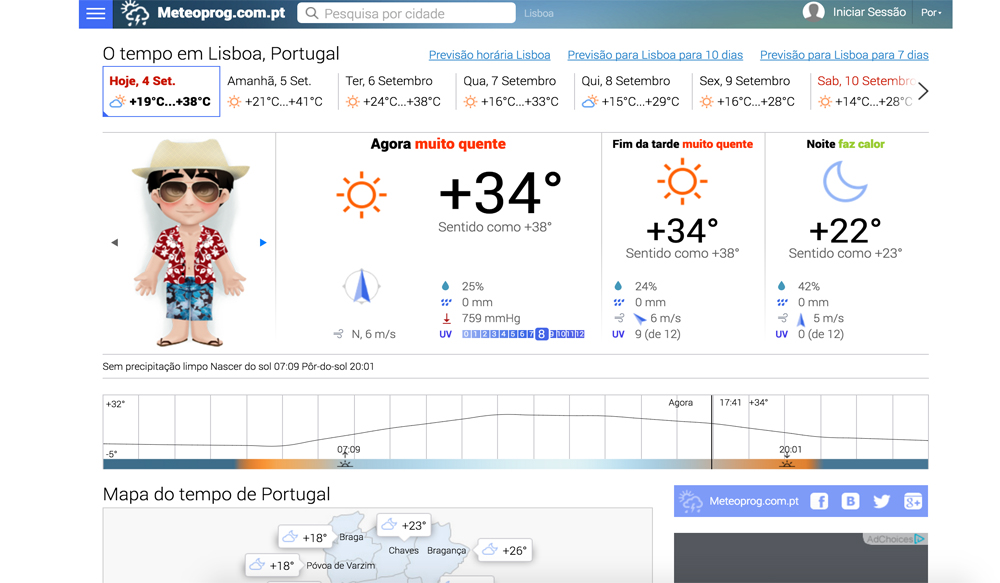 Meteoprog.com.pt
Pesquisa por cidade
Lisboa
Iniciar Sessão
Por
O tempo em Lisboa, Portugal
Previsão horária Lisboa
Previsão para Lisboa para 10 dias
Previsão para Lisboa para 7 dias
Hoje, 4 Set.
+19°C...+38°C
Amanhã, 5 Set.
+21°C...+41°C
Ter, 6 Setembro
+24°C...+38°C
Qua, 7 Setembro
+16°C...+33°C
Qui, 8 Setembro
+15°C...+29°C
Sex, 9 Setembro
+16°C...+28°C
Sab, 10 Setembro
+14°C...+28°C
Agora muito quente
+34°
Sentido como +38°
25%
0 mm
759 mmHg
N, 6 m/s
UV 0 1 2 3 4 5 6 7 8 9 10 11 12
Fim da tarde muito quente
+34°
Sentido como +38°
24%
0 mm
6 m/s
UV 9 (de 12)
Noite faz calor
+22°
Sentido como +23°
42%
0 mm
5 m/s
UV 0 (de 12)
Sem precipitação limpo Nascer do sol 07:09 Pôr-do-sol 20:01
+32°
Agora
17:41 +34°
-5°
07:09
20:01
Mapa do tempo de Portugal
+18° Braga
+23°
Chaves
Bragança +26°
+18° Póvoa de Varzim
Meteoprog.com.pt
AdChoices